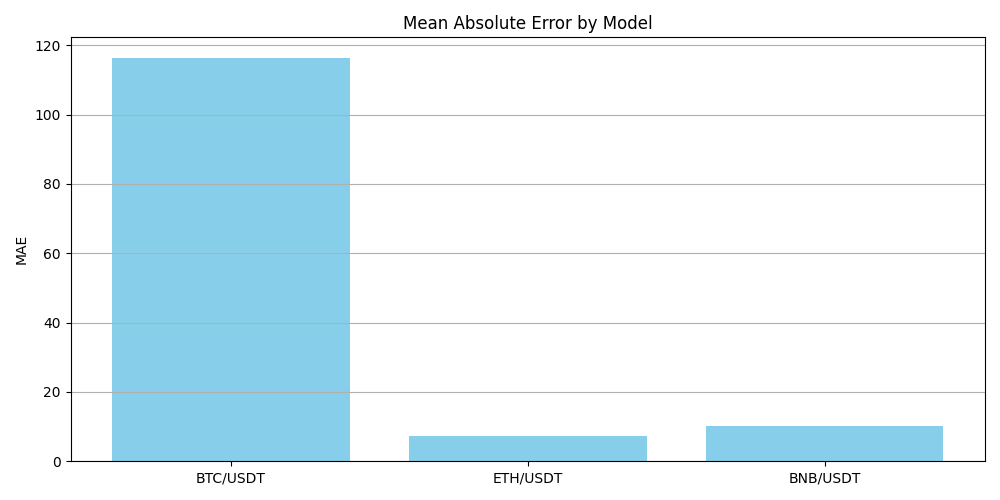 Mean Absolute Error by Model
MAE
120
100
80
60
40
20
0
BTC/USDT
ETH/USDT
BNB/USDT